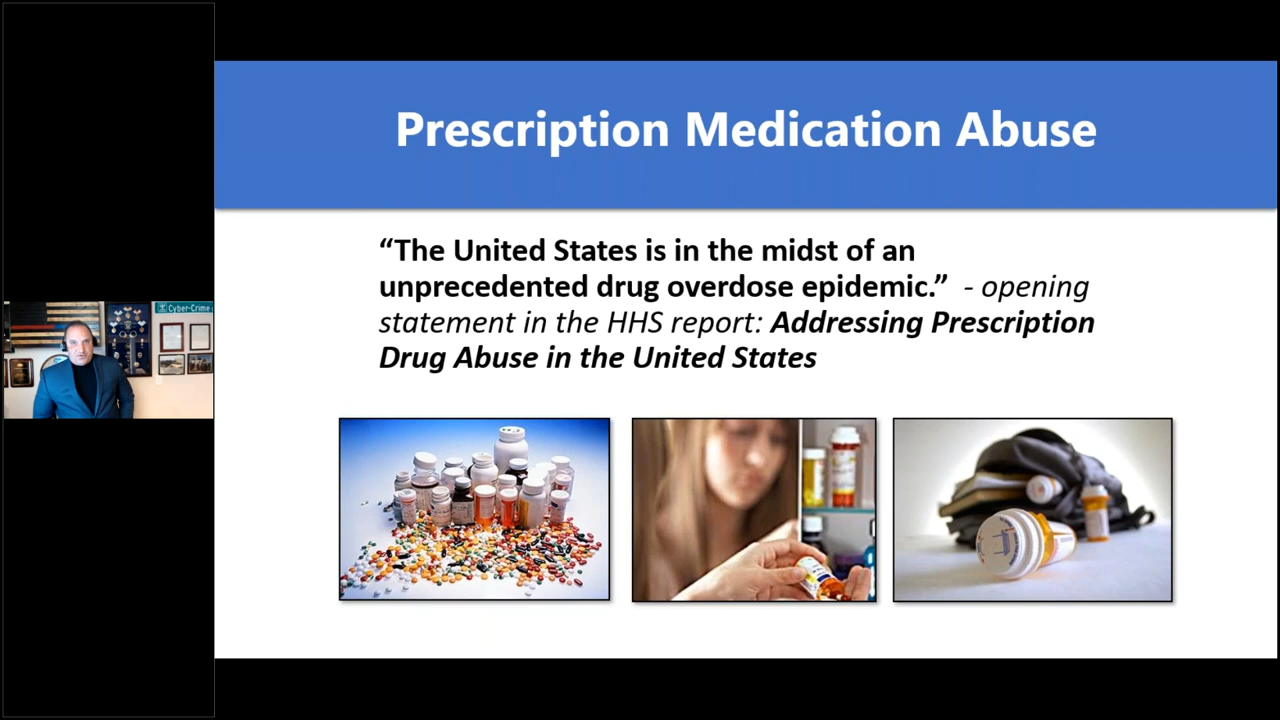 Prescription Medication Abuse
“The United States is in the midst of an
unprecedented drug overdose epidemic.” - opening
statement in the HHS report: Addressing Prescription
Drug Abuse in the United States
Cyber-Crime